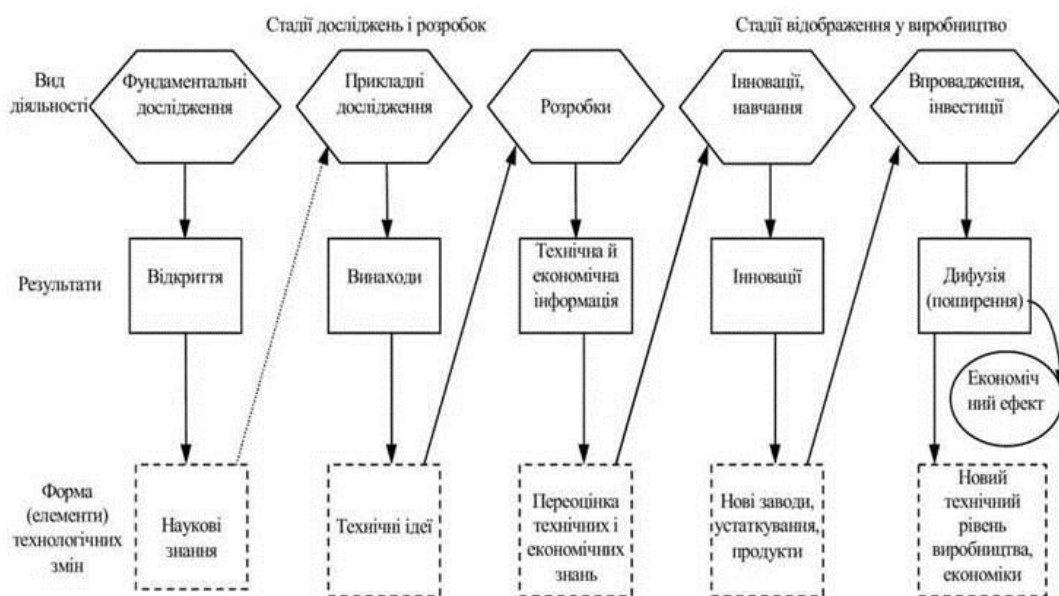 Стадії досліджень і розробок
Стадії відображення у виробництво
Вид
діяльності
Фундаментальні
дослідження
Прикладні
дослідження
Розробки
Інновації,
навчання
Впровадження,
інвестиції
Результати
Відкриття
Винаходи
Технічна й
економічна
інформація
Інновації
Дифузія
(поширення)
Економіч
ний ефект
Форма
(елементи)
технологічних
змін
Наукові
знання
Технічні ідеї
Переоцінка
технічних і
економічних
знань
Нові заводи,
устаткування,
продукти
Новий
технічний
рівень
виробництва,
економіки